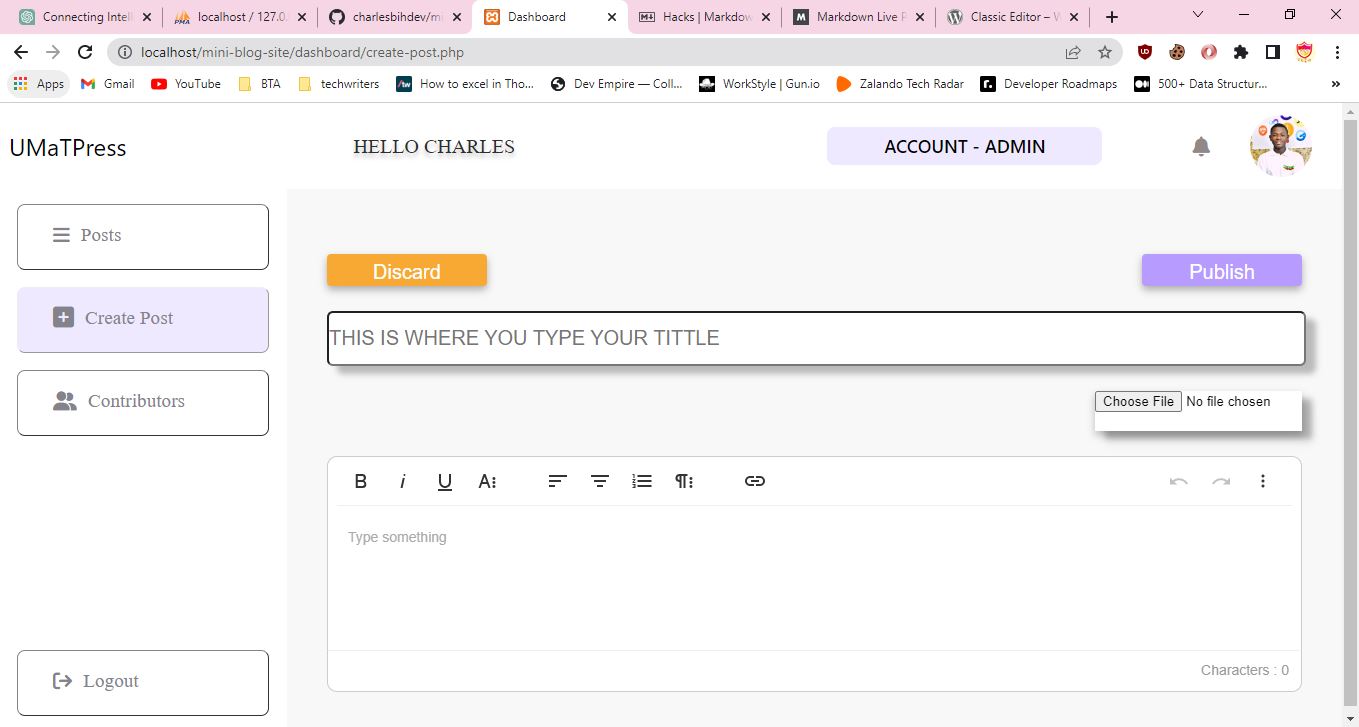 Connecting Intelli
localhost / 127.0.
charlesbihdev/mi
Dashboard
Hacks | Markdow
Markdown Live P
Classic Editor – W
localhost/mini-blog-site/dashboard/create-post.php
Apps
Gmail
YouTube
BTA
techwriters
How to excel in Tho...
Dev Empire — Coll...
WorkStyle | Gun.io
Zalando Tech Radar
Developer Roadmaps
500+ Data Structur...
»
UMaTPress
HELLO CHARLES
ACCOUNT - ADMIN
Posts
Create Post
Contributors
Logout
Discard
Publish
THIS IS WHERE YOU TYPE YOUR TITTLE
Choose File No file chosen
B i U A
Type something
Characters : 0